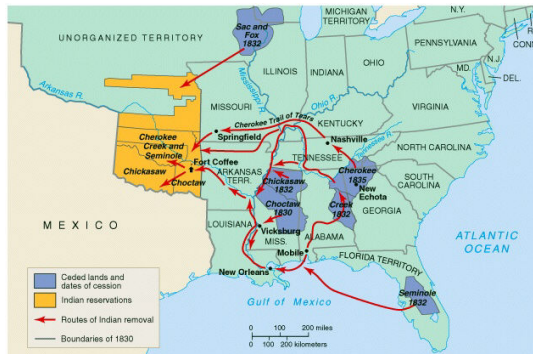 MICHIGAN
TERRITORY
N.Y.
Sac and
Fox
1832
UNORGANIZED TERRITORY
PENNSYLVANIA
CON
N.J.
OHIO
ILLINOIS
INDIANA
MD.
DEL.
Arkansas R.
Mississippi R.
Ohio R.
VIRGINIA
MISSOURI
KENTUCKY
Cherokee Trail of Tears
Springfield
Nashville
Tennessee R.
NORTH CAROLINA
Cherokee
Creek and
Seminole
Chickasaw
Choctaw
Fort Coffee
ARKANSAS
TERR.
TENNESSEE
Chickasaw
1832
Cherokee
1835
New
Echota
SOUTH
CAROLINA
Choctaw
1830
Creek
1832
GEORGIA
MEXICO
LOUISIANA
Vicksburg
MISS.
ALABAMA
Mobile
ATLANTIC
OCEAN
New Orleans
FLORIDA TERRITORY
Gulf of Mexico
Seminole
1832
Ceded lands and
dates of cession
Indian reservations
Routes of Indian removal
Boundaries of 1830
0 100 200 miles
0 100 200 kilometers